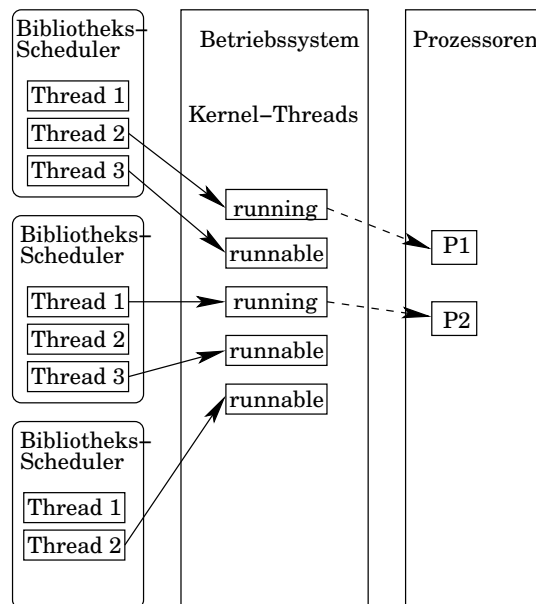 Bibliotheks–
Scheduler
Thread 1
Thread 2
Thread 3
Bibliotheks–
Scheduler
Thread 1
Thread 2
Thread 3
Bibliotheks–
Scheduler
Thread 1
Thread 2
Betriebssystem
Kernel–Threads
running
runnable
running
runnable
runnable
Prozessoren
P1
P2